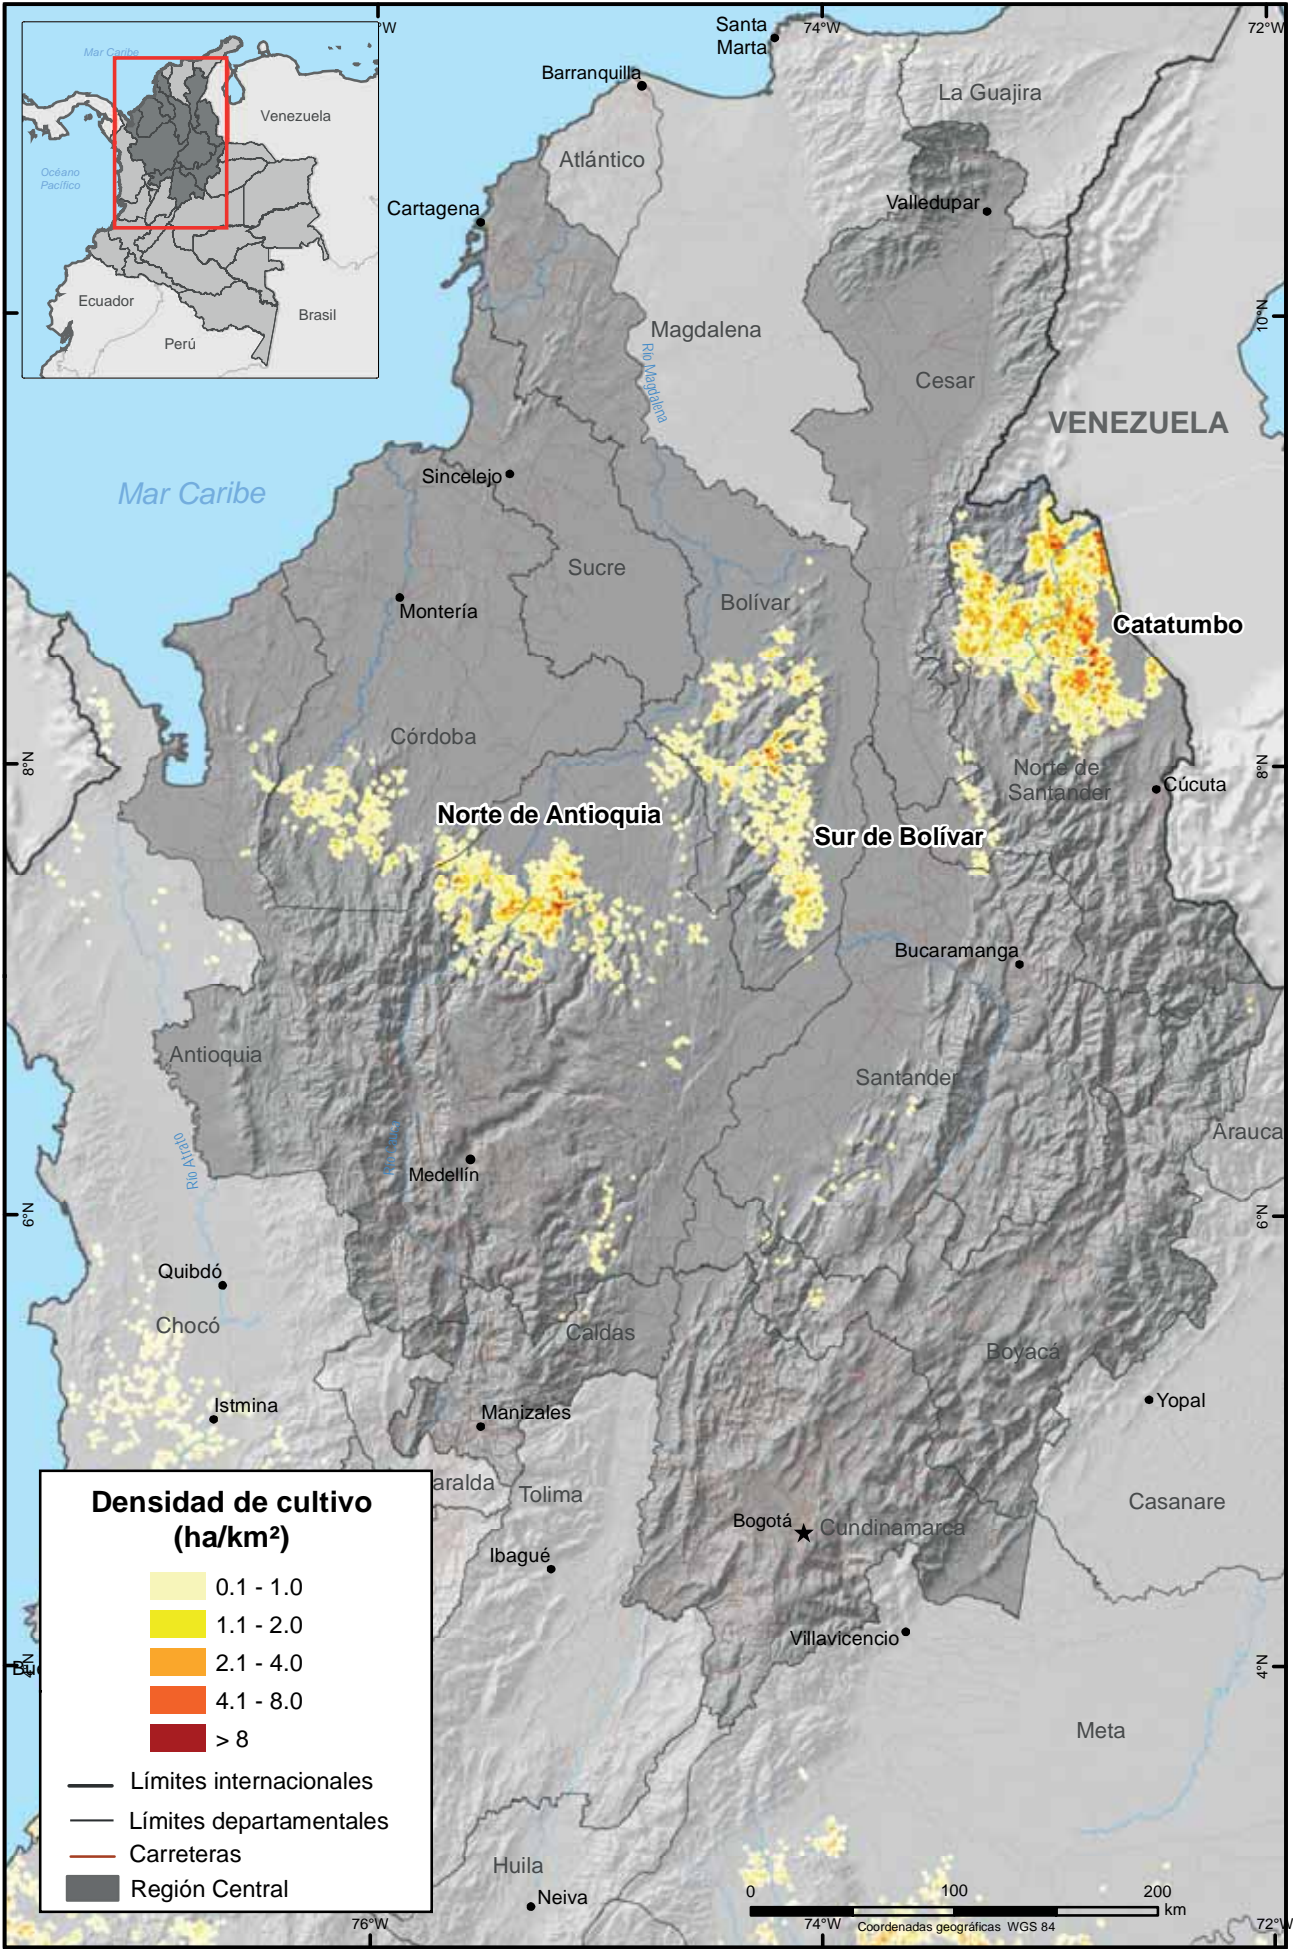 °W
74°W
72°W
Santa
Marta
Barranquilla
La Guajira
Mar Caribe
Venezuela
Océano
Pacífico
Ecuador
Perú
Brasil
Atlántico
Cartagena
Valledupar
10°N
Magdalena
Río Magdalena
Cesar
VENEZUELA
Mar Caribe
Sincelejo
Sucre
Bolívar
Montería
Catatumbo
Córdoba
8°N
8°N
Norte de
Santander
Cúcuta
Norte de Antioquia
Sur de Bolívar
Bucaramanga
Antioquia
Santander
Arauca
Río Atrato
Medellín
6°N
6°N
Quibdó
Chocó
Caldas
Boyacá
Istmina
Manizales
Yopal
aralda
Tolima
Casanare
Bogotá
Cundinamarca
Ibagué
Villavicencio
4°N
4°N
Meta
Densidad de cultivo
(ha/km²)
0.1 - 1.0
1.1 - 2.0
2.1 - 4.0
4.1 - 8.0
> 8
Límites internacionales
Límites departamentales
Carreteras
Región Central
Huila
Neiva
0 100 200
km
Coordenadas geográficas WGS 84
76°W
74°W
72°W